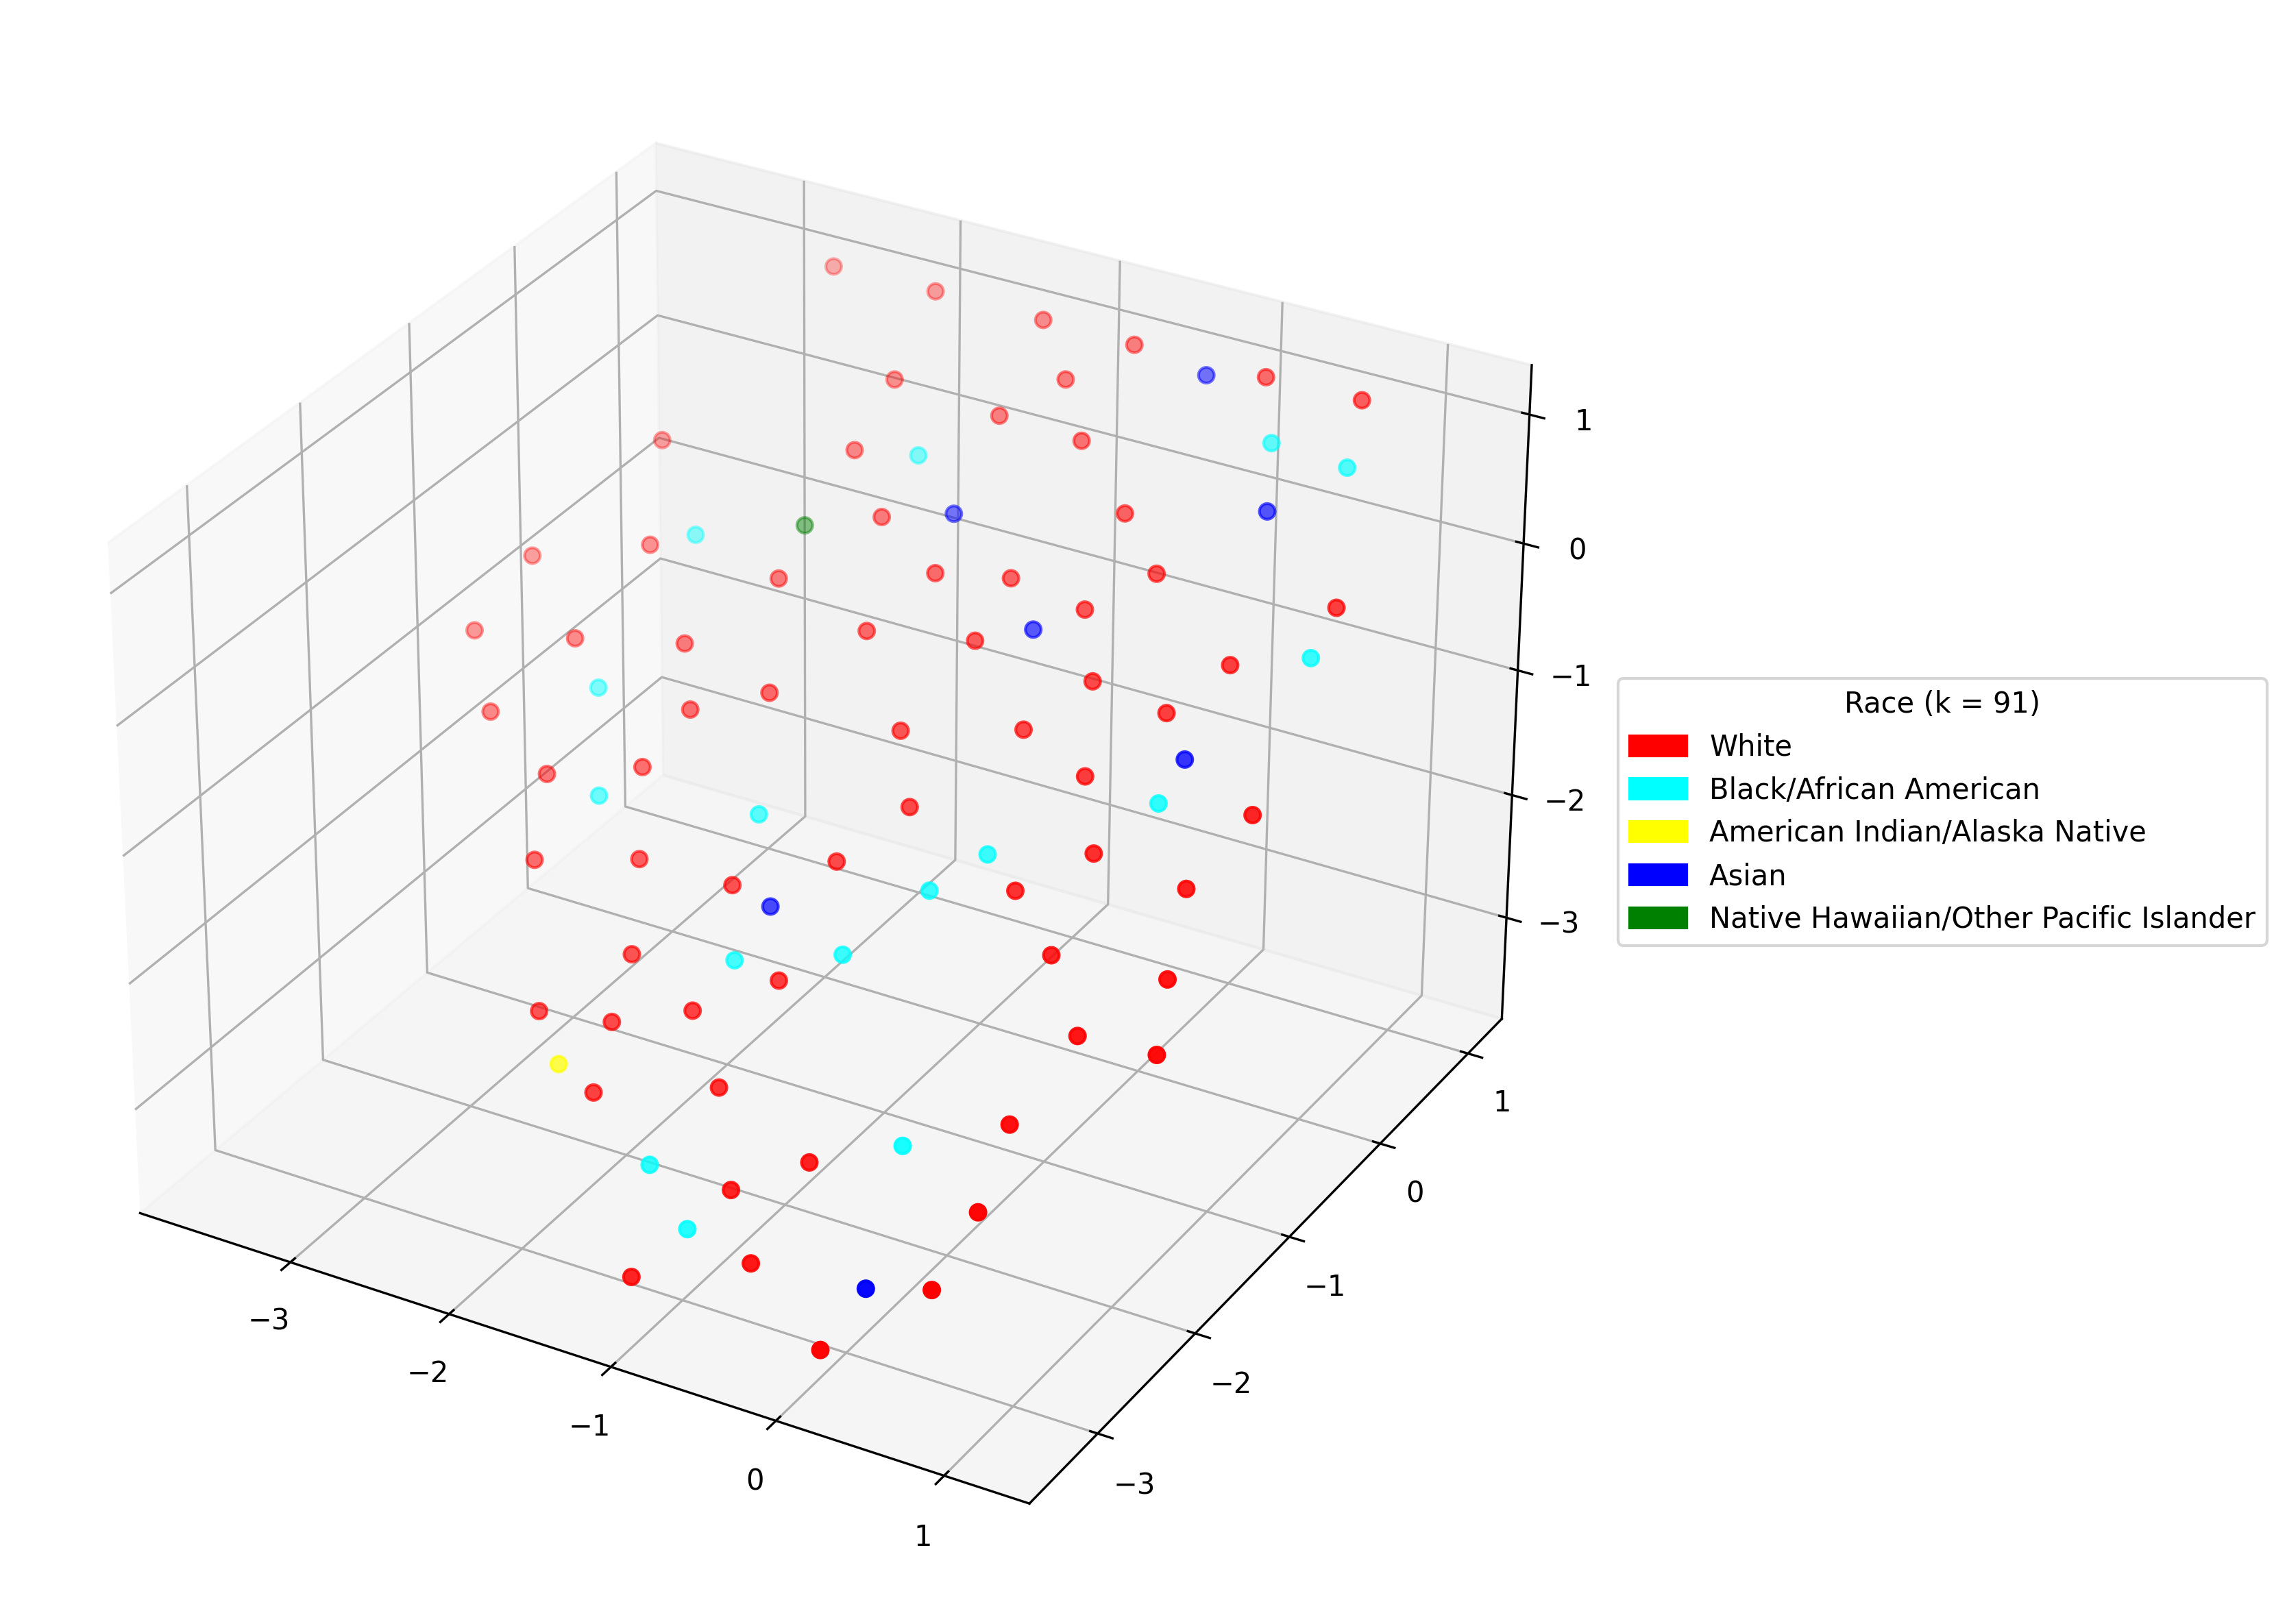 1
0
−1
−2
−3
Race (k = 91)
White
Black/African American
American Indian/Alaska Native
Asian
Native Hawaiian/Other Pacific Islander
1
0
−1
−2
−3
−3
−2
−1
0
1